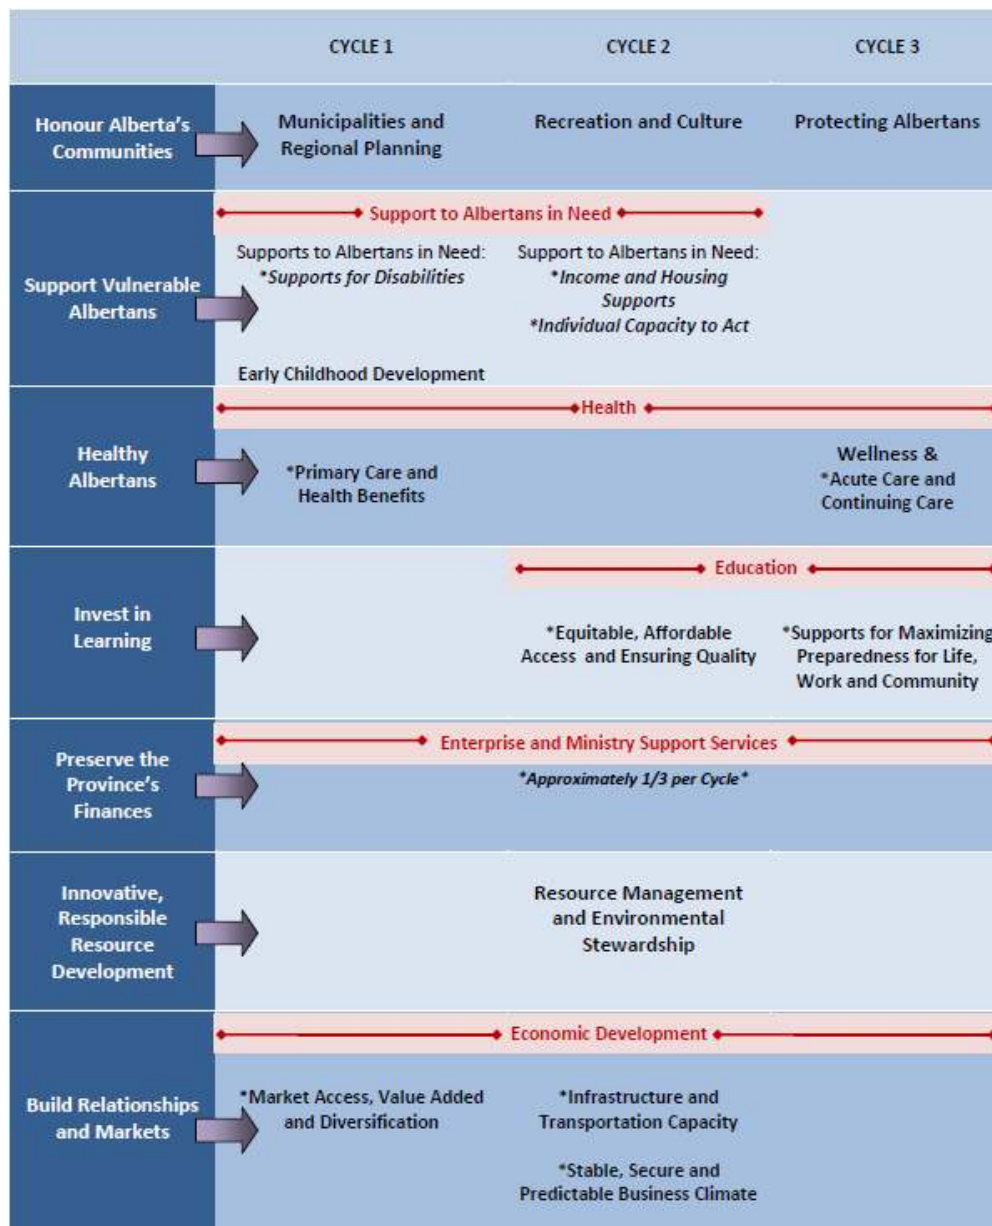 CYCLE 1 CYCLE 2 CYCLE 3
Honour Alberta's
Communities
Municipalities and
Regional Planning
Recreation and Culture
Protecting Albertans
Support Vulnerable
Albertans
Support to Albertans in Need
Supports to Albertans in Need:
*Supports for Disabilities
Early Childhood Development
Support to Albertans in Need:
*Income and Housing
Supports
*Individual Capacity to Act
Healthy
Albertans
Health
*Primary Care and
Health Benefits
Wellness &
*Acute Care and
Continuing Care
Invest in
Learning
Education
*Equitable, Affordable
Access and Ensuring Quality
*Supports for Maximizing
Preparedness for Life,
Work and Community
Preserve the
Province's
Finances
Enterprise and Ministry Support Services
*Approximately 1/3 per Cycle*
Innovative,
Responsible
Resource
Development
Resource Management
and Environmental
Stewardship
Build Relationships
and Markets
Economic Development
*Market Access, Value Added
and Diversification
*Infrastructure and
Transportation Capacity
*Stable, Secure and
Predictable Business Climate